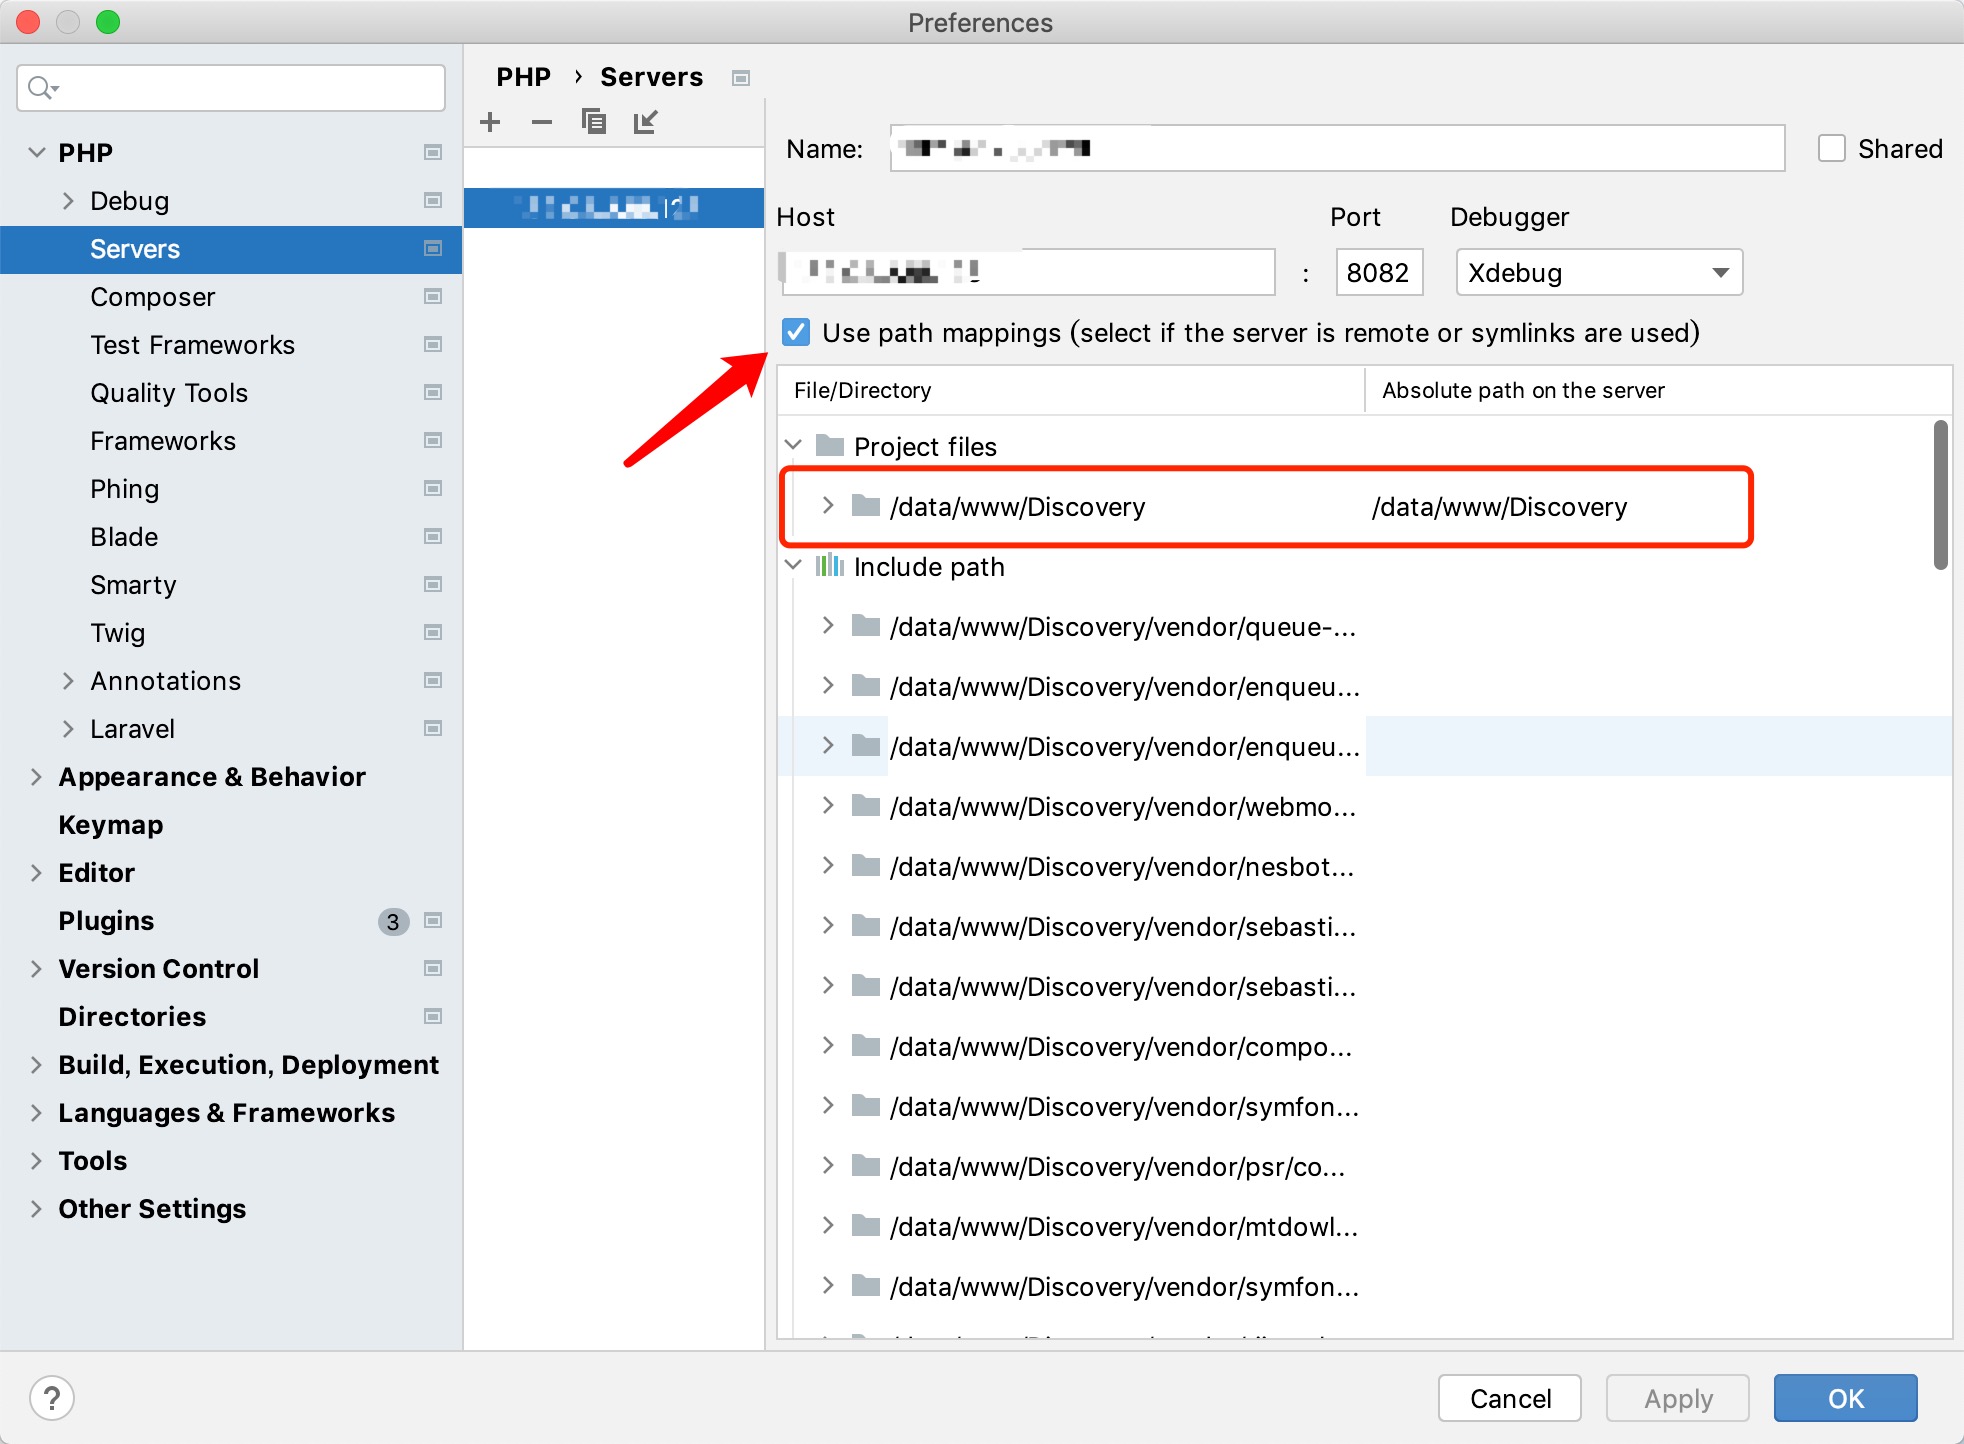 Preferences
PHP
Debug
Servers
Composer
Test Frameworks
Quality Tools
Frameworks
Phing
Blade
Smarty
Twig
Annotations
Laravel
Appearance & Behavior
Keymap
Editor
Plugins 3
Version Control
Directories
Build, Execution, Deployment
Languages & Frameworks
Tools
Other Settings
PHP › Servers
Name:
Shared
Host Port Debugger
: 8082 Xdebug
Use path mappings (select if the server is remote or symlinks are used)
File/Directory Absolute path on the server
Project files
/data/www/Discovery /data/www/Discovery
Include path
/data/www/Discovery/vendor/queue-...
/data/www/Discovery/vendor/enqueu...
/data/www/Discovery/vendor/enqueu...
/data/www/Discovery/vendor/webmo...
/data/www/Discovery/vendor/nesbot...
/data/www/Discovery/vendor/sebasti...
/data/www/Discovery/vendor/sebasti...
/data/www/Discovery/vendor/compo...
/data/www/Discovery/vendor/symfon...
/data/www/Discovery/vendor/psr/co...
/data/www/Discovery/vendor/mtdowl...
/data/www/Discovery/vendor/symfon...
?
Cancel Apply OK